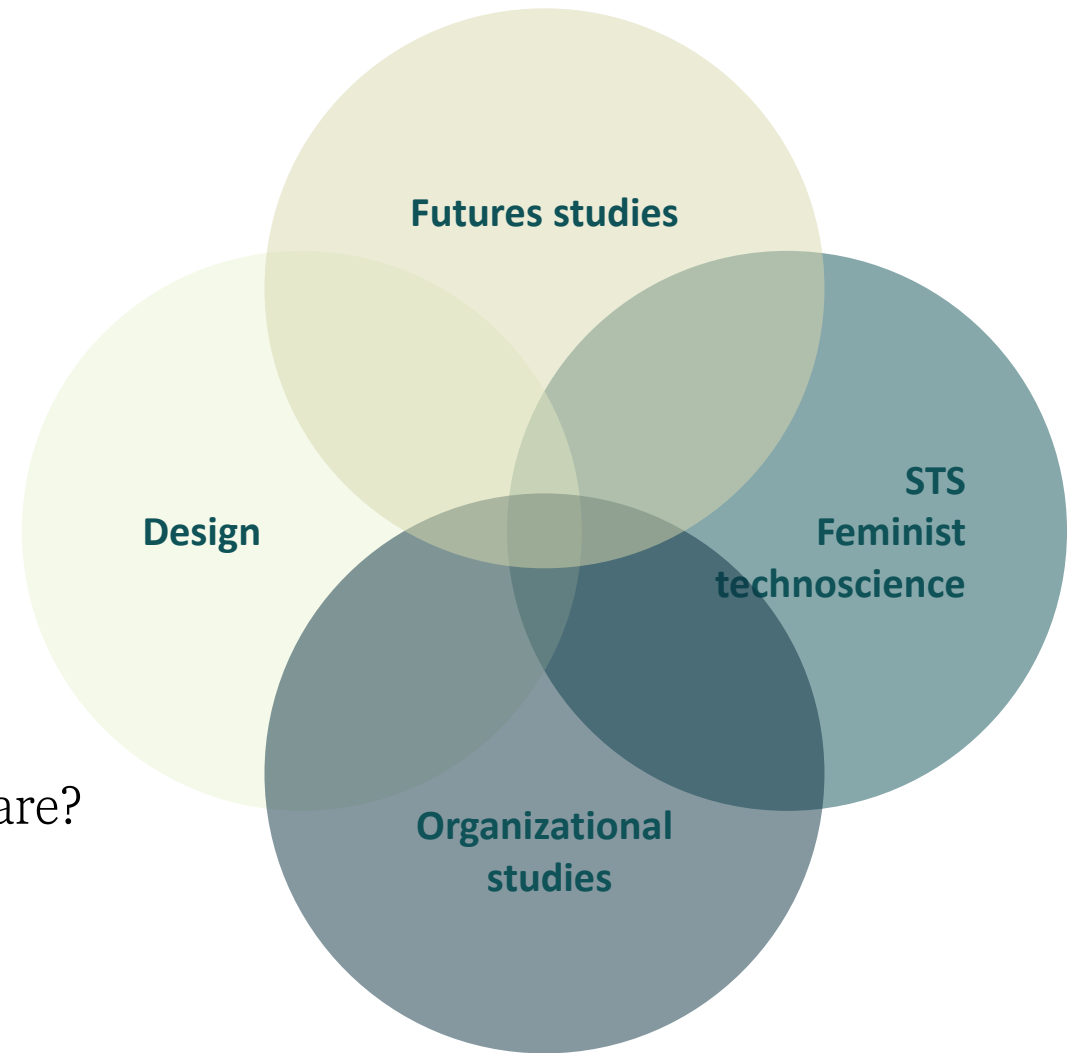 Futures studies
STS
Design
Feminist
technoscience
are?
Organizational
studies